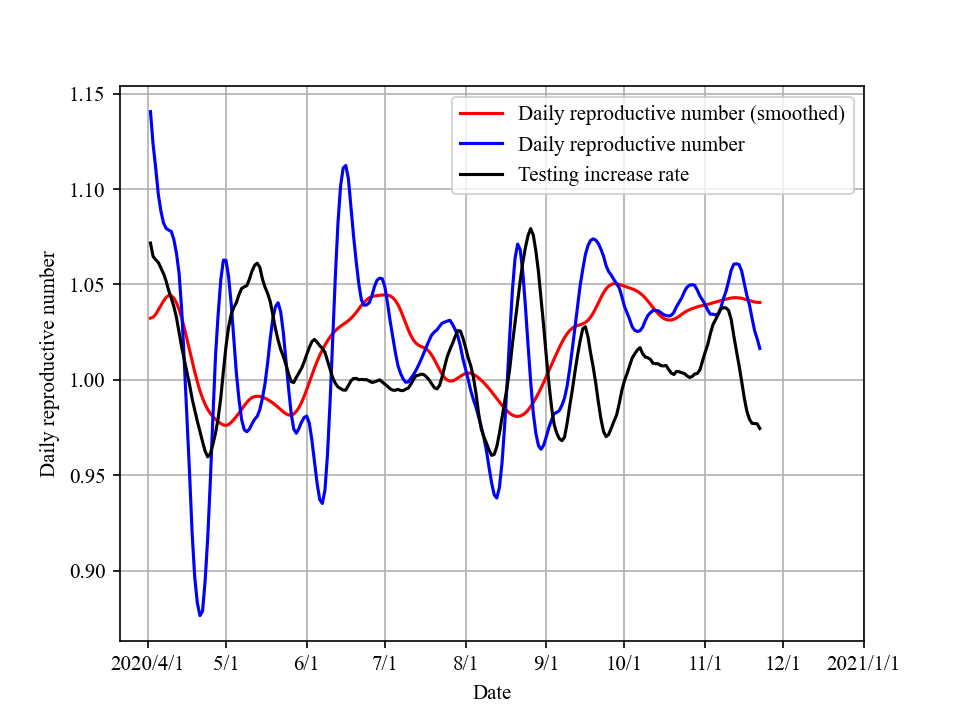 Daily reproductive number (smoothed)
Daily reproductive number
Testing increase rate
1.15
1.10
1.05
1.00
0.95
0.90
Daily reproductive number
2020/4/1 5/1 6/1 7/1 8/1 9/1 10/1 11/1 12/1 2021/1/1
Date